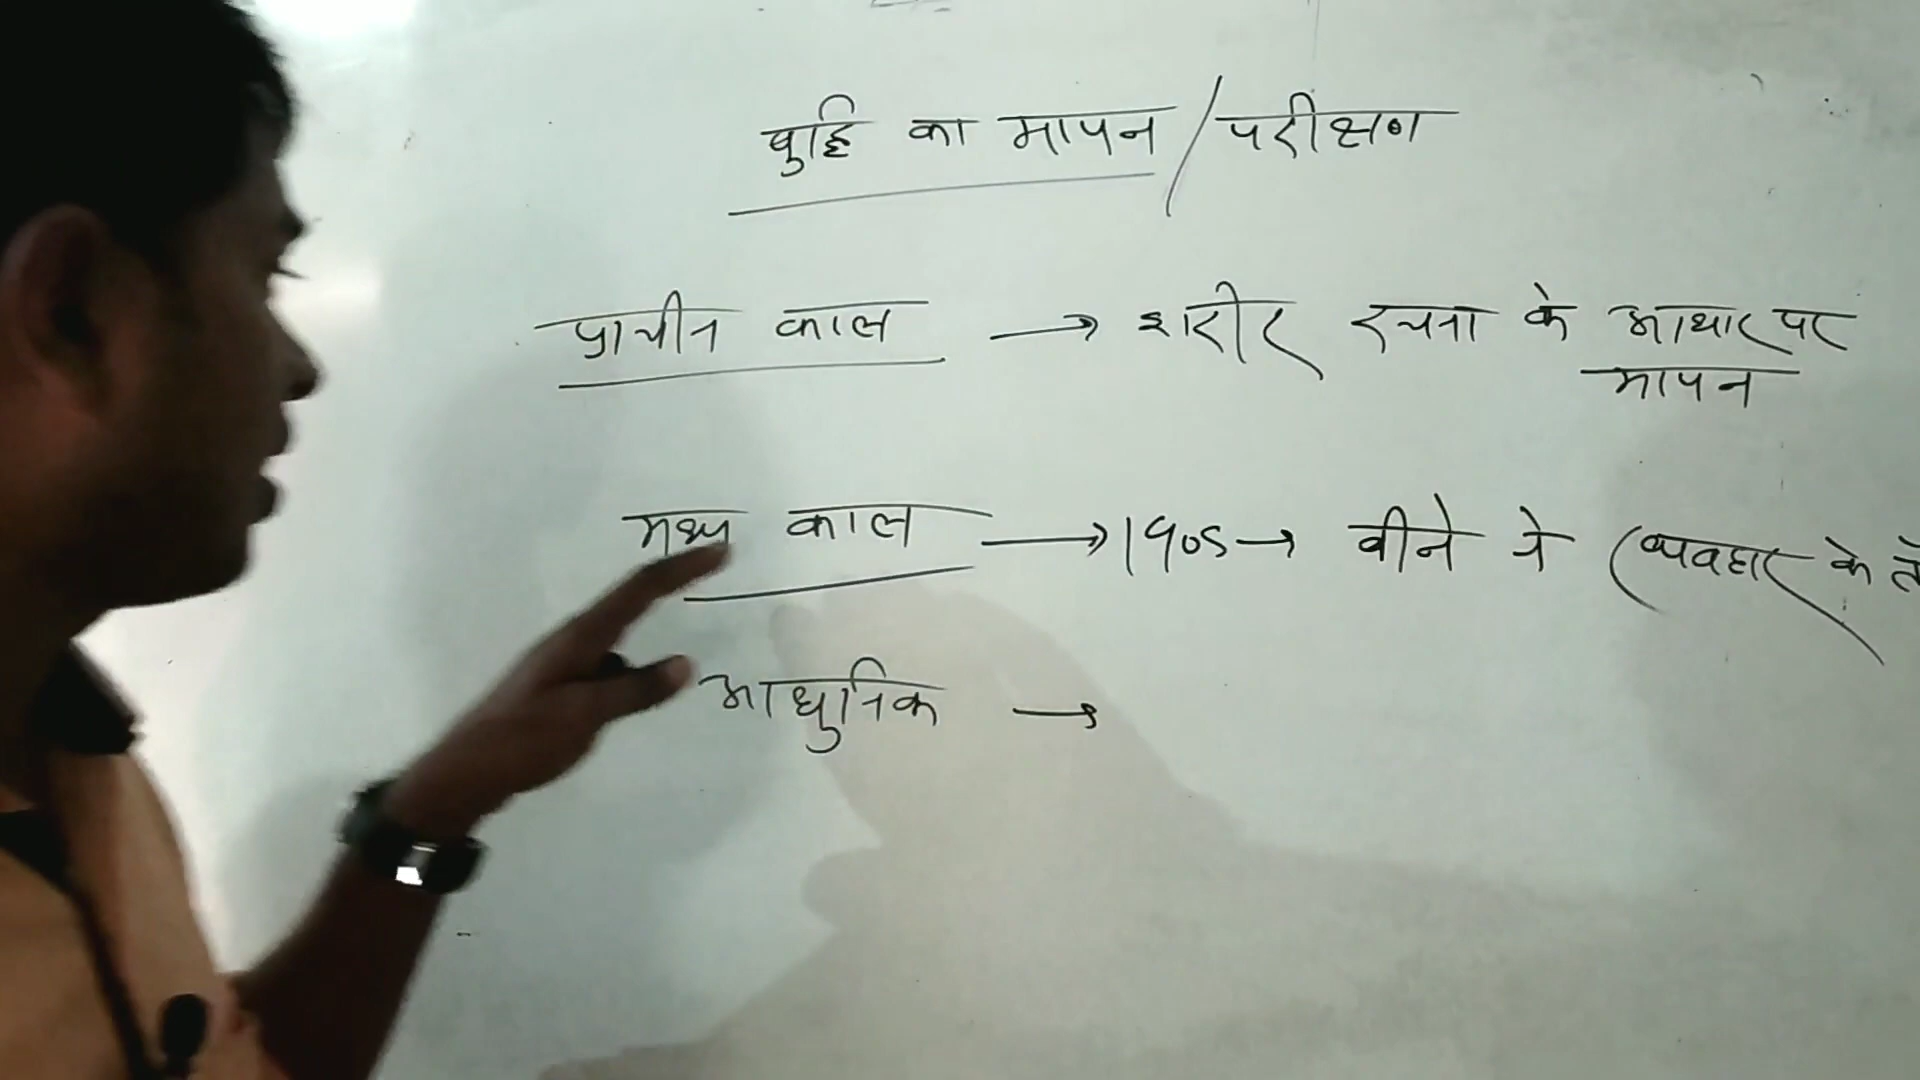 बुद्धि का मापन / परीक्षण
प्राचीन काल → शरीर रचना के आधार पर
मापन
मध्य काल → 1905 → बीने ने (व्यवहार के
आधुनिक →